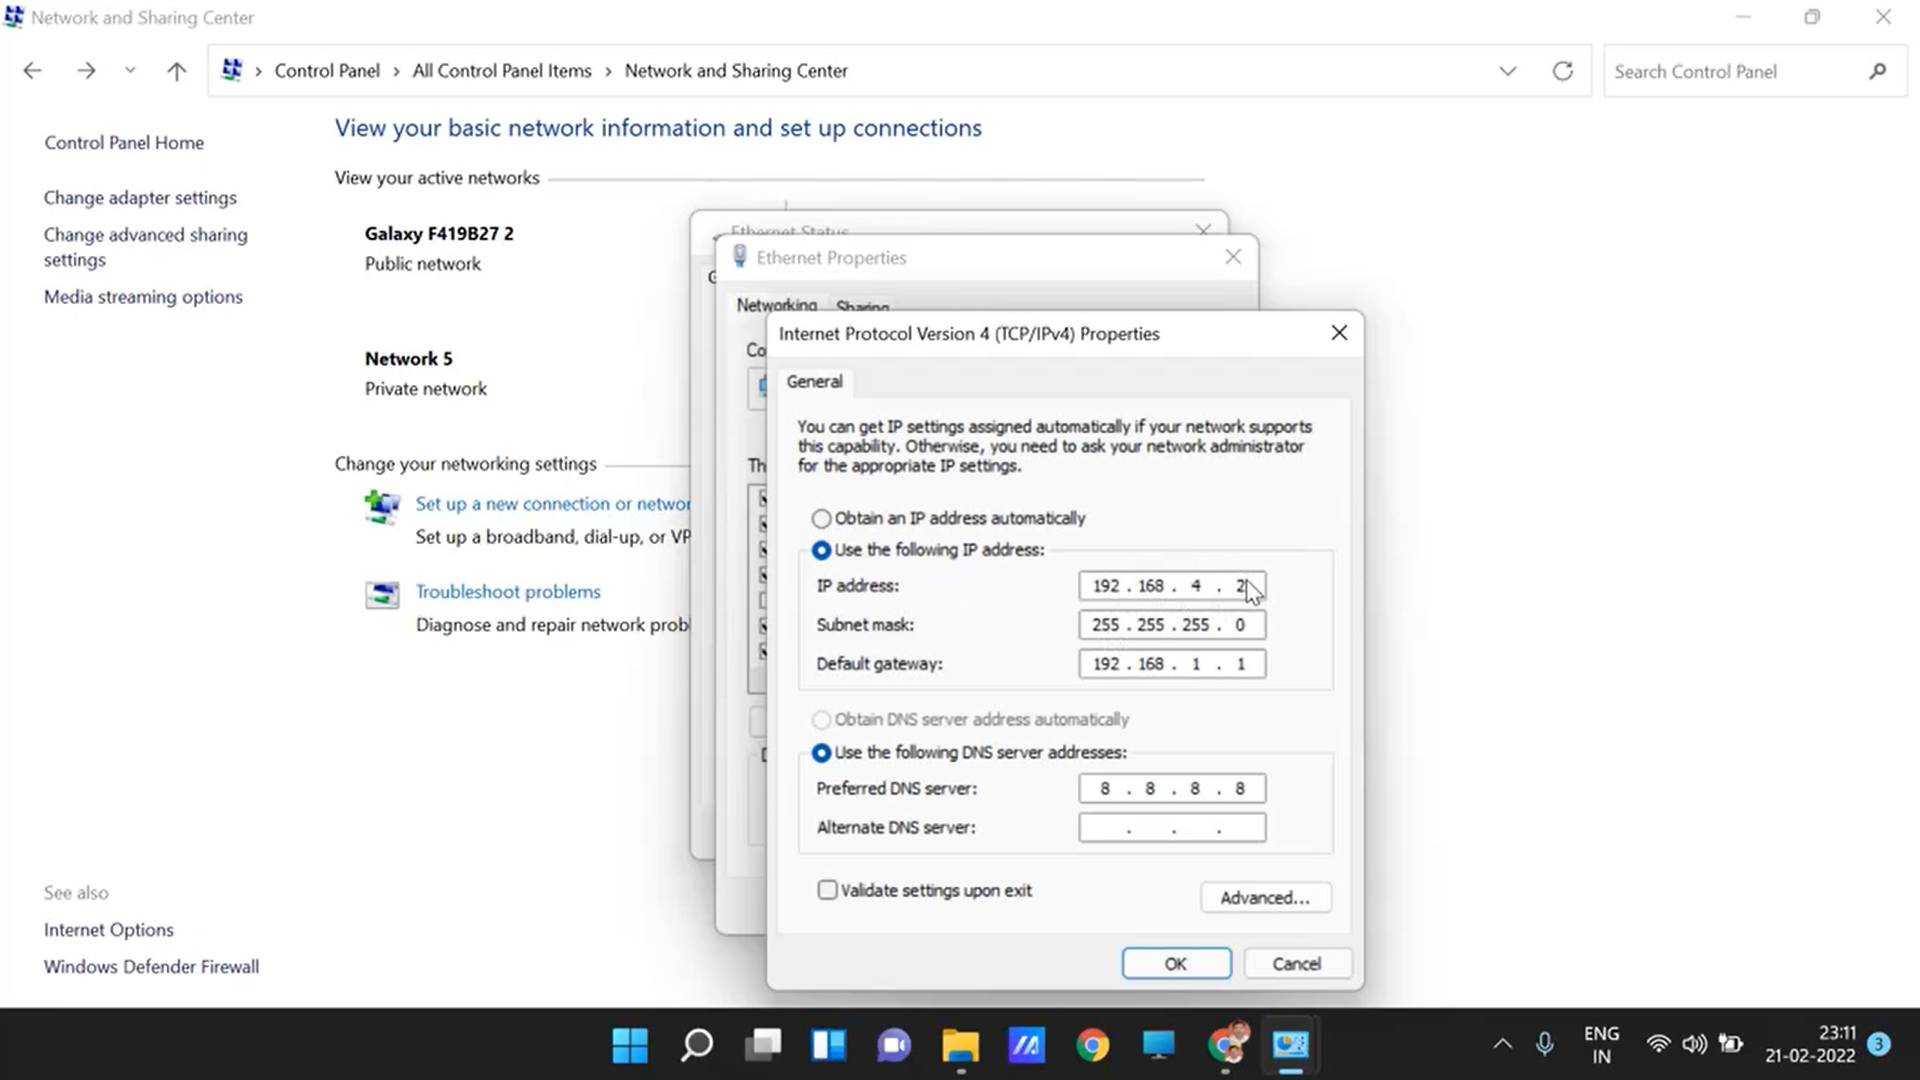 Network and Sharing Center
Control Panel > All Control Panel Items > Network and Sharing Center
Search Control Panel
Control Panel Home
Change adapter settings
Change advanced sharing
settings
Media streaming options
See also
Internet Options
Windows Defender Firewall
View your basic network information and set up connections
View your active networks
Galaxy F419B27 2
Public network
Network 5
Private network
Change your networking settings
Set up a new connection or networ
Set up a broadband, dial-up, or VP
Troubleshoot problems
Diagnose and repair network prob
Ethernet Status
G
Ethernet Properties
Networking Sharing
Co
Th
Internet Protocol Version 4 (TCP/IPv4) Properties
General
You can get IP settings assigned automatically if your network supports
this capability. Otherwise, you need to ask your network administrator
for the appropriate IP settings.
Obtain an IP address automatically
Use the following IP address:
IP address: 192 . 168 . 4 . 2
Subnet mask: 255 . 255 . 255 . 0
Default gateway: 192 . 168 . 1 . 1
Obtain DNS server address automatically
Use the following DNS server addresses:
Preferred DNS server: 8 . 8 . 8 . 8
Alternate DNS server: . . .
Validate settings upon exit
Advanced...
OK Cancel
ENG
IN
23:11
21-02-2022
3